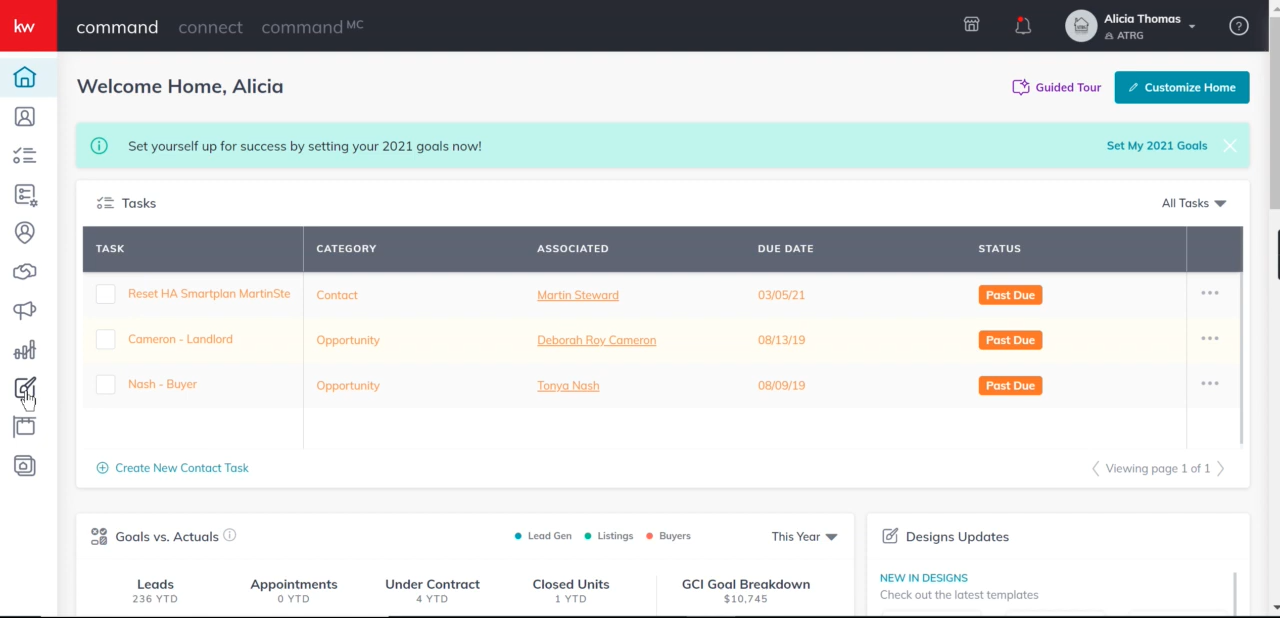 kw command connect command MC Alicia Thomas
ATRG
Welcome Home, Alicia Guided Tour Customize Home
Set yourself up for success by setting your 2021 goals now! Set My 2021 Goals
Tasks All Tasks
TASK CATEGORY ASSOCIATED DUE DATE STATUS
Reset HA Smartplan MartinSte Contact Martin Steward 03/05/21 Past Due
Cameron - Landlord Opportunity Deborah Roy Cameron 08/13/19 Past Due
Nash - Buyer Opportunity Tonya Nash 08/09/19 Past Due
Create New Contact Task Viewing page 1 of 1
Goals vs. Actuals Lead Gen Listings Buyers This Year
Leads Appointments Under Contract Closed Units GCI Goal Breakdown
236 YTD 0 YTD 4 YTD 1 YTD $10,745
Designs Updates
NEW IN DESIGNS
Check out the latest templates